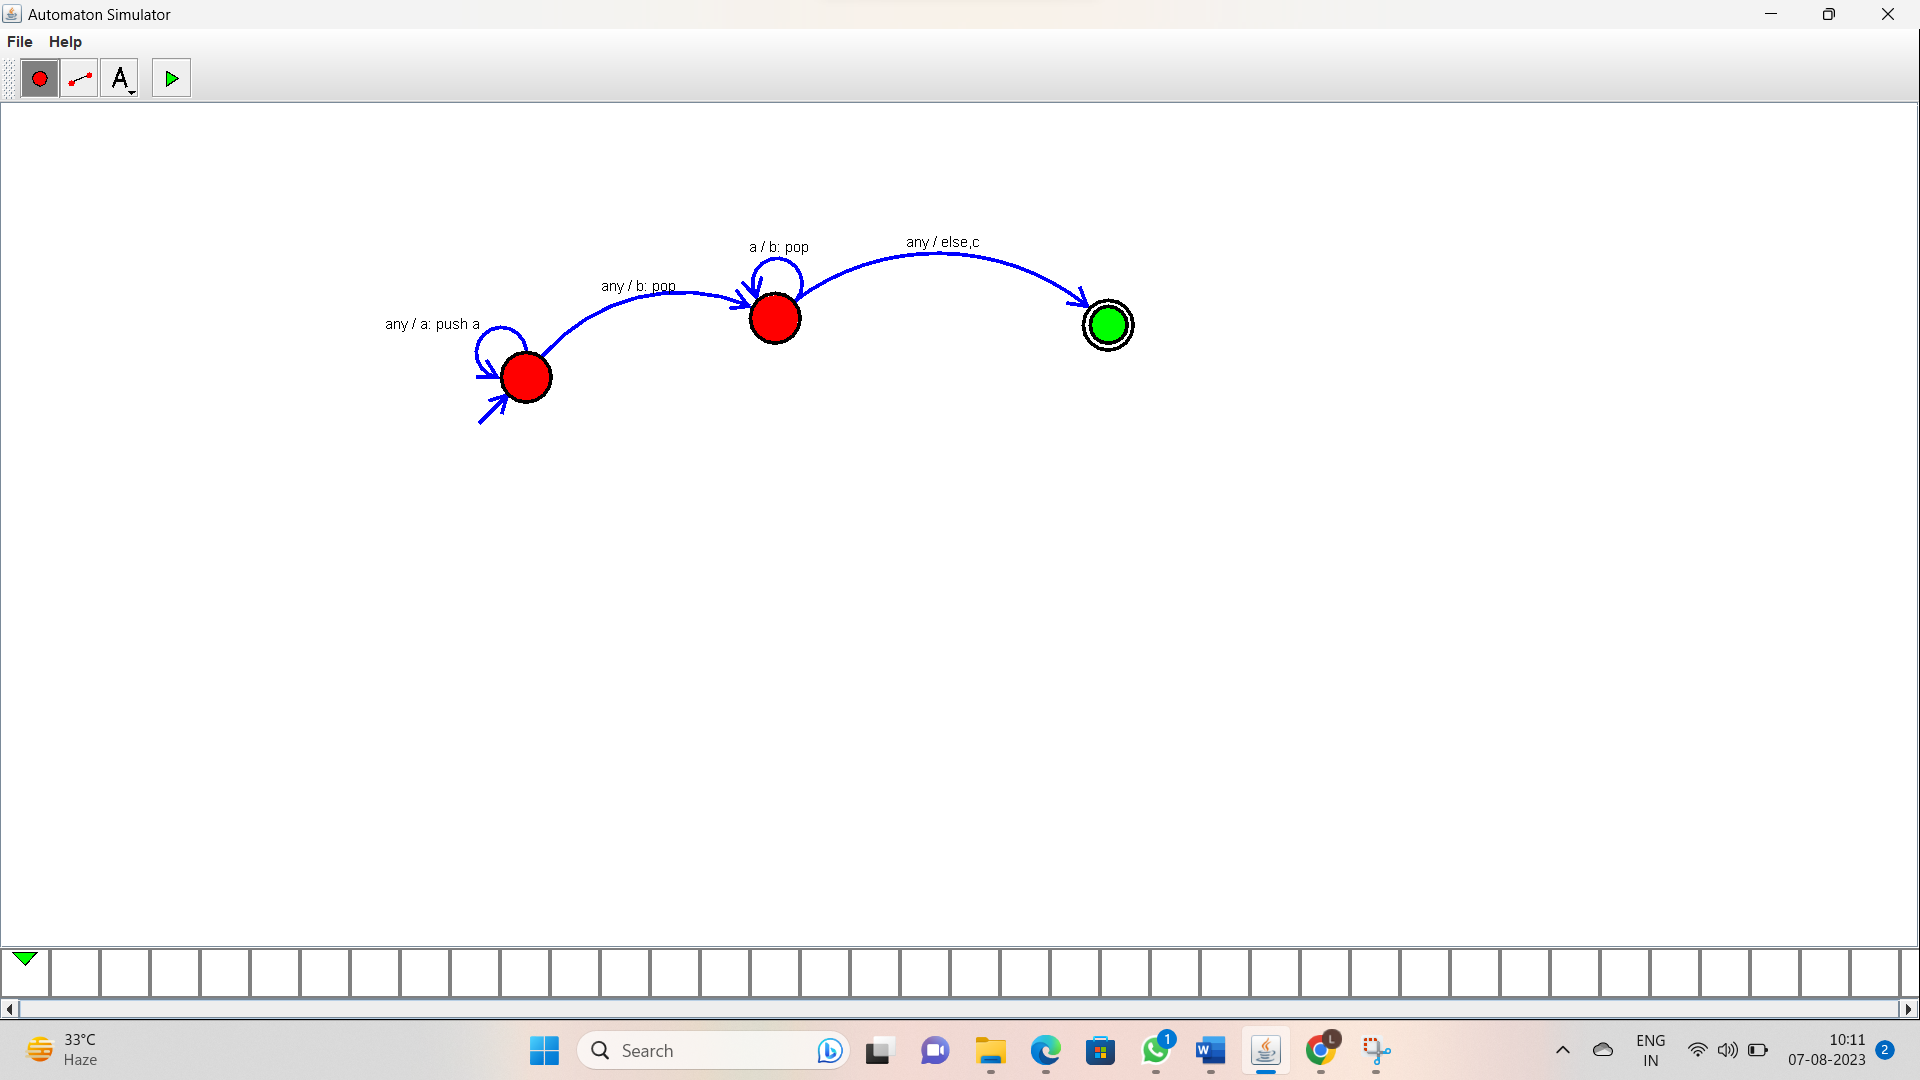 Automaton Simulator
File Help
A
any / else,c
a / b: pop
any / b: pop
any / a: push a
33°C
Haze
Search
1
W
L
ENG
IN
10:11
07-08-2023
2